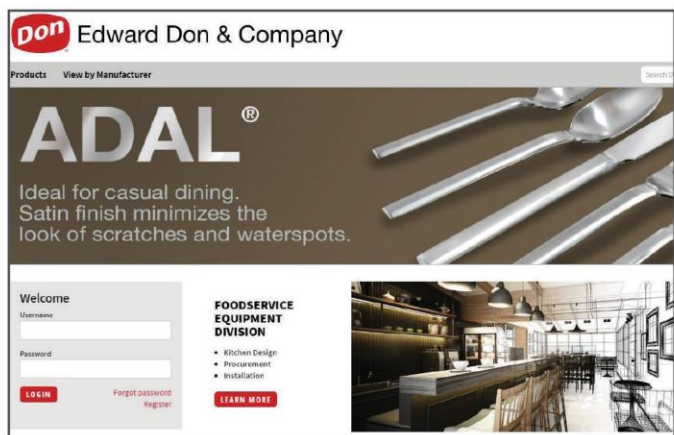 Don
Edward Don & Company
Products View by Manufacturer
Search D
ADAL®
Ideal for casual dining.
Satin finish minimizes the
look of scratches and waterspots.
Welcome
Username
Password
LOGIN
Forgot password
Register
FOODSERVICE
EQUIPMENT
DIVISION
• Kitchen Design
• Procurement
• Installation
LEARN MORE